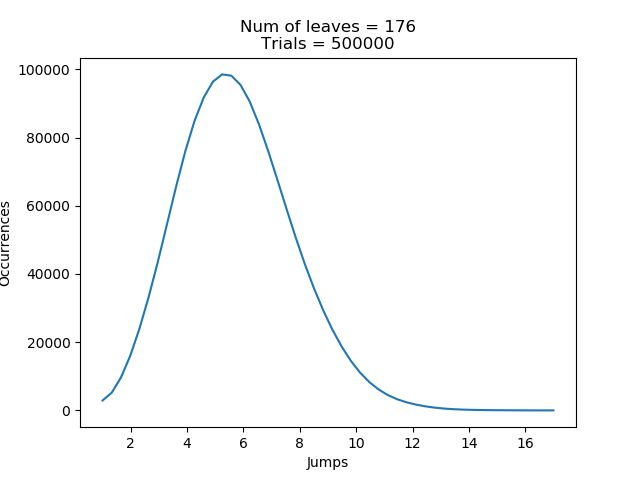 Num of leaves = 176
Trials = 500000
100000
80000
60000
40000
20000
0
Occurrences
2 4 6 8 10 12 14 16
Jumps